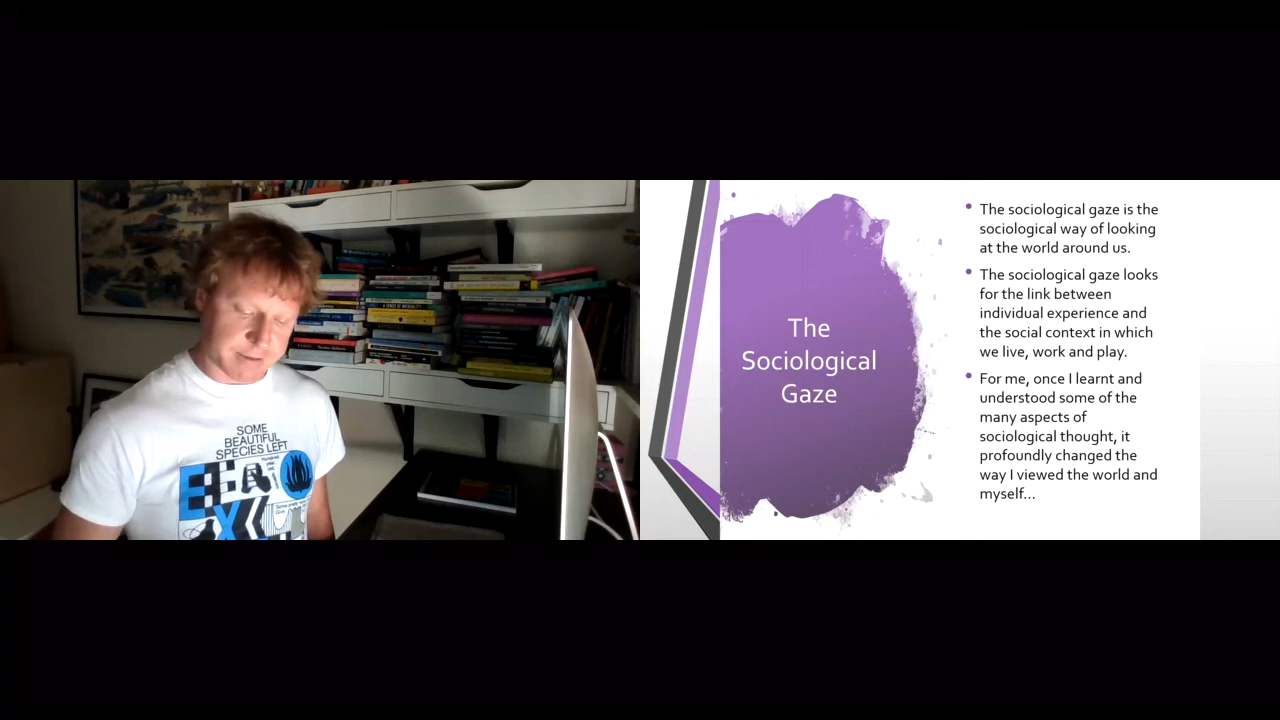 SOME
BEAUTIFUL
SPECIES LEFT
A SENSE OF INEQUALITY
The
Sociological
Gaze
• The sociological gaze is the
sociological way of looking
at the world around us.
• The sociological gaze looks
for the link between
individual experience and
the social context in which
we live, work and play.
• For me, once I learnt and
understood some of the
many aspects of
sociological thought, it
profoundly changed the
way I viewed the world and
myself...